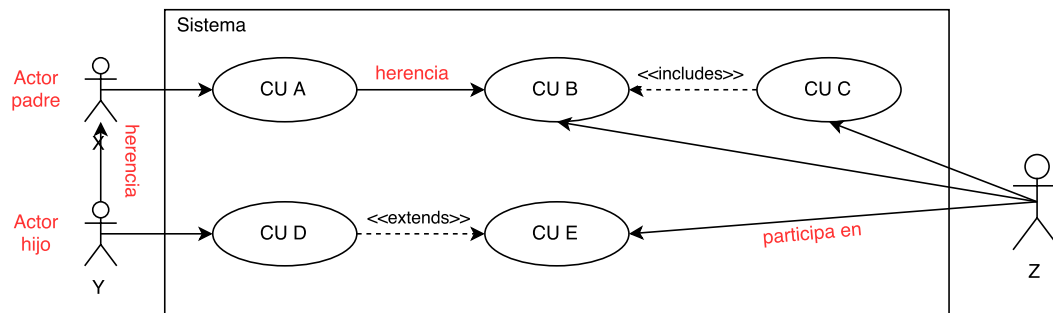 Sistema
Actor
padre
X
CU A
herencia
CU B
<<includes>>
CU C
herencia
Actor
hijo
Y
CU D
<<extends>>
CU E
participa en
Z